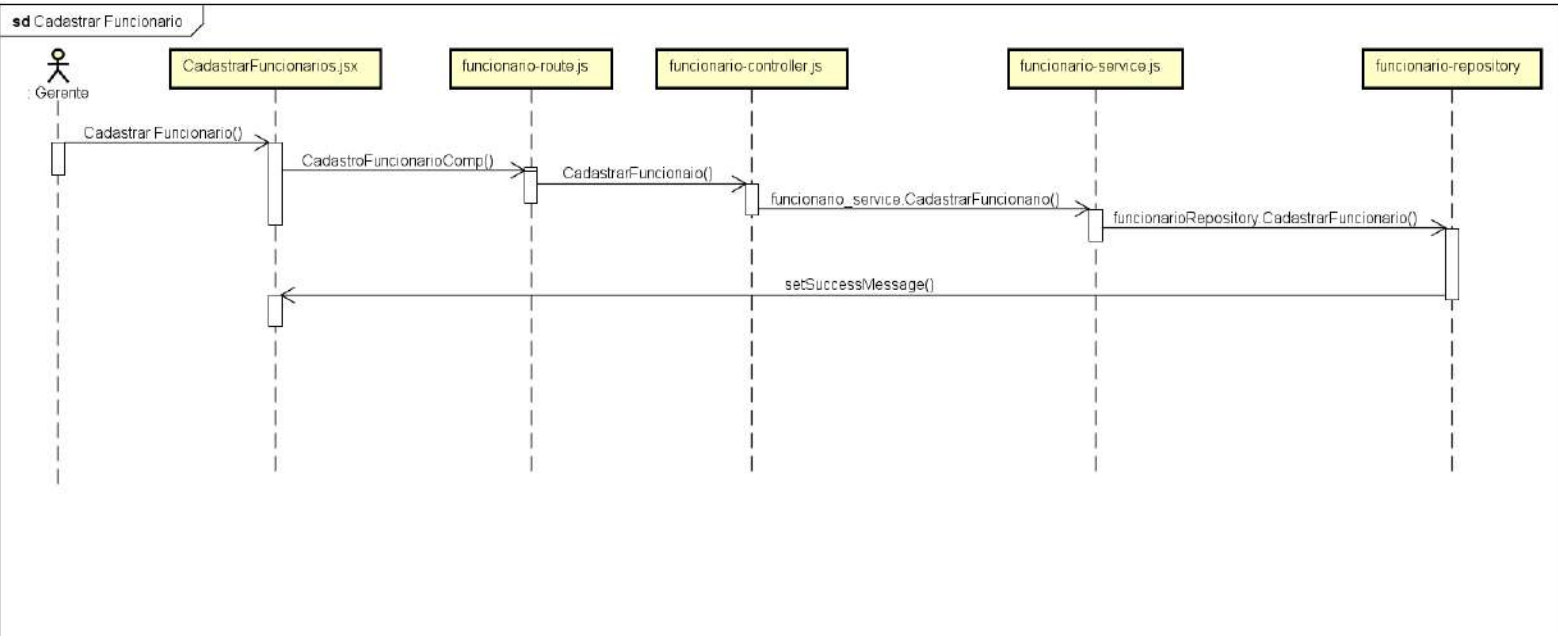 sd Cadastrar Funcionario
: Gerente
CadastrarFuncionarios.jsx
funcionario-route.js
funcionario-controller.js
funcionario-service.js
funcionario-repository
Cadastrar Funcionario()
CadastroFuncionarioComp()
CadastrarFuncionaio()
funcionario_service.CadastrarFuncionario()
funcionarioRepository.CadastrarFuncionario()
setSuccessMessage()